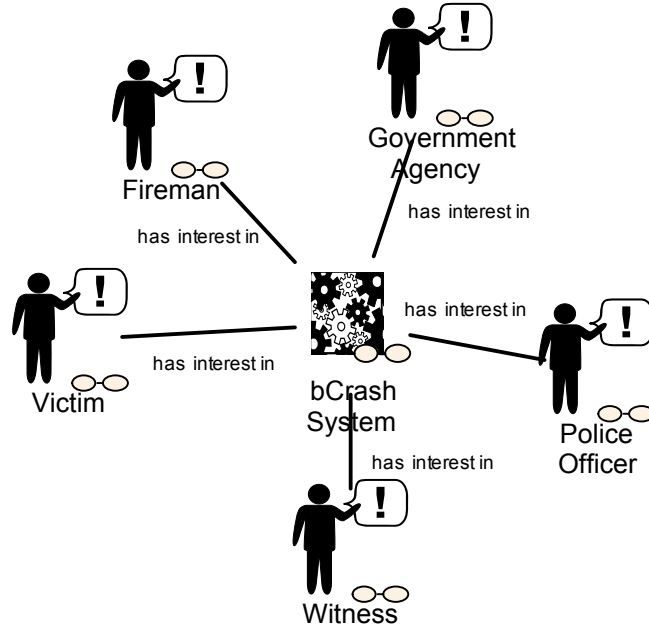 !
!
Government
Agency
Fireman
has interest in
has interest in
!
has interest in
!
has interest in
Victim
bCrash
System
Police
Officer
has interest in
!
Witness